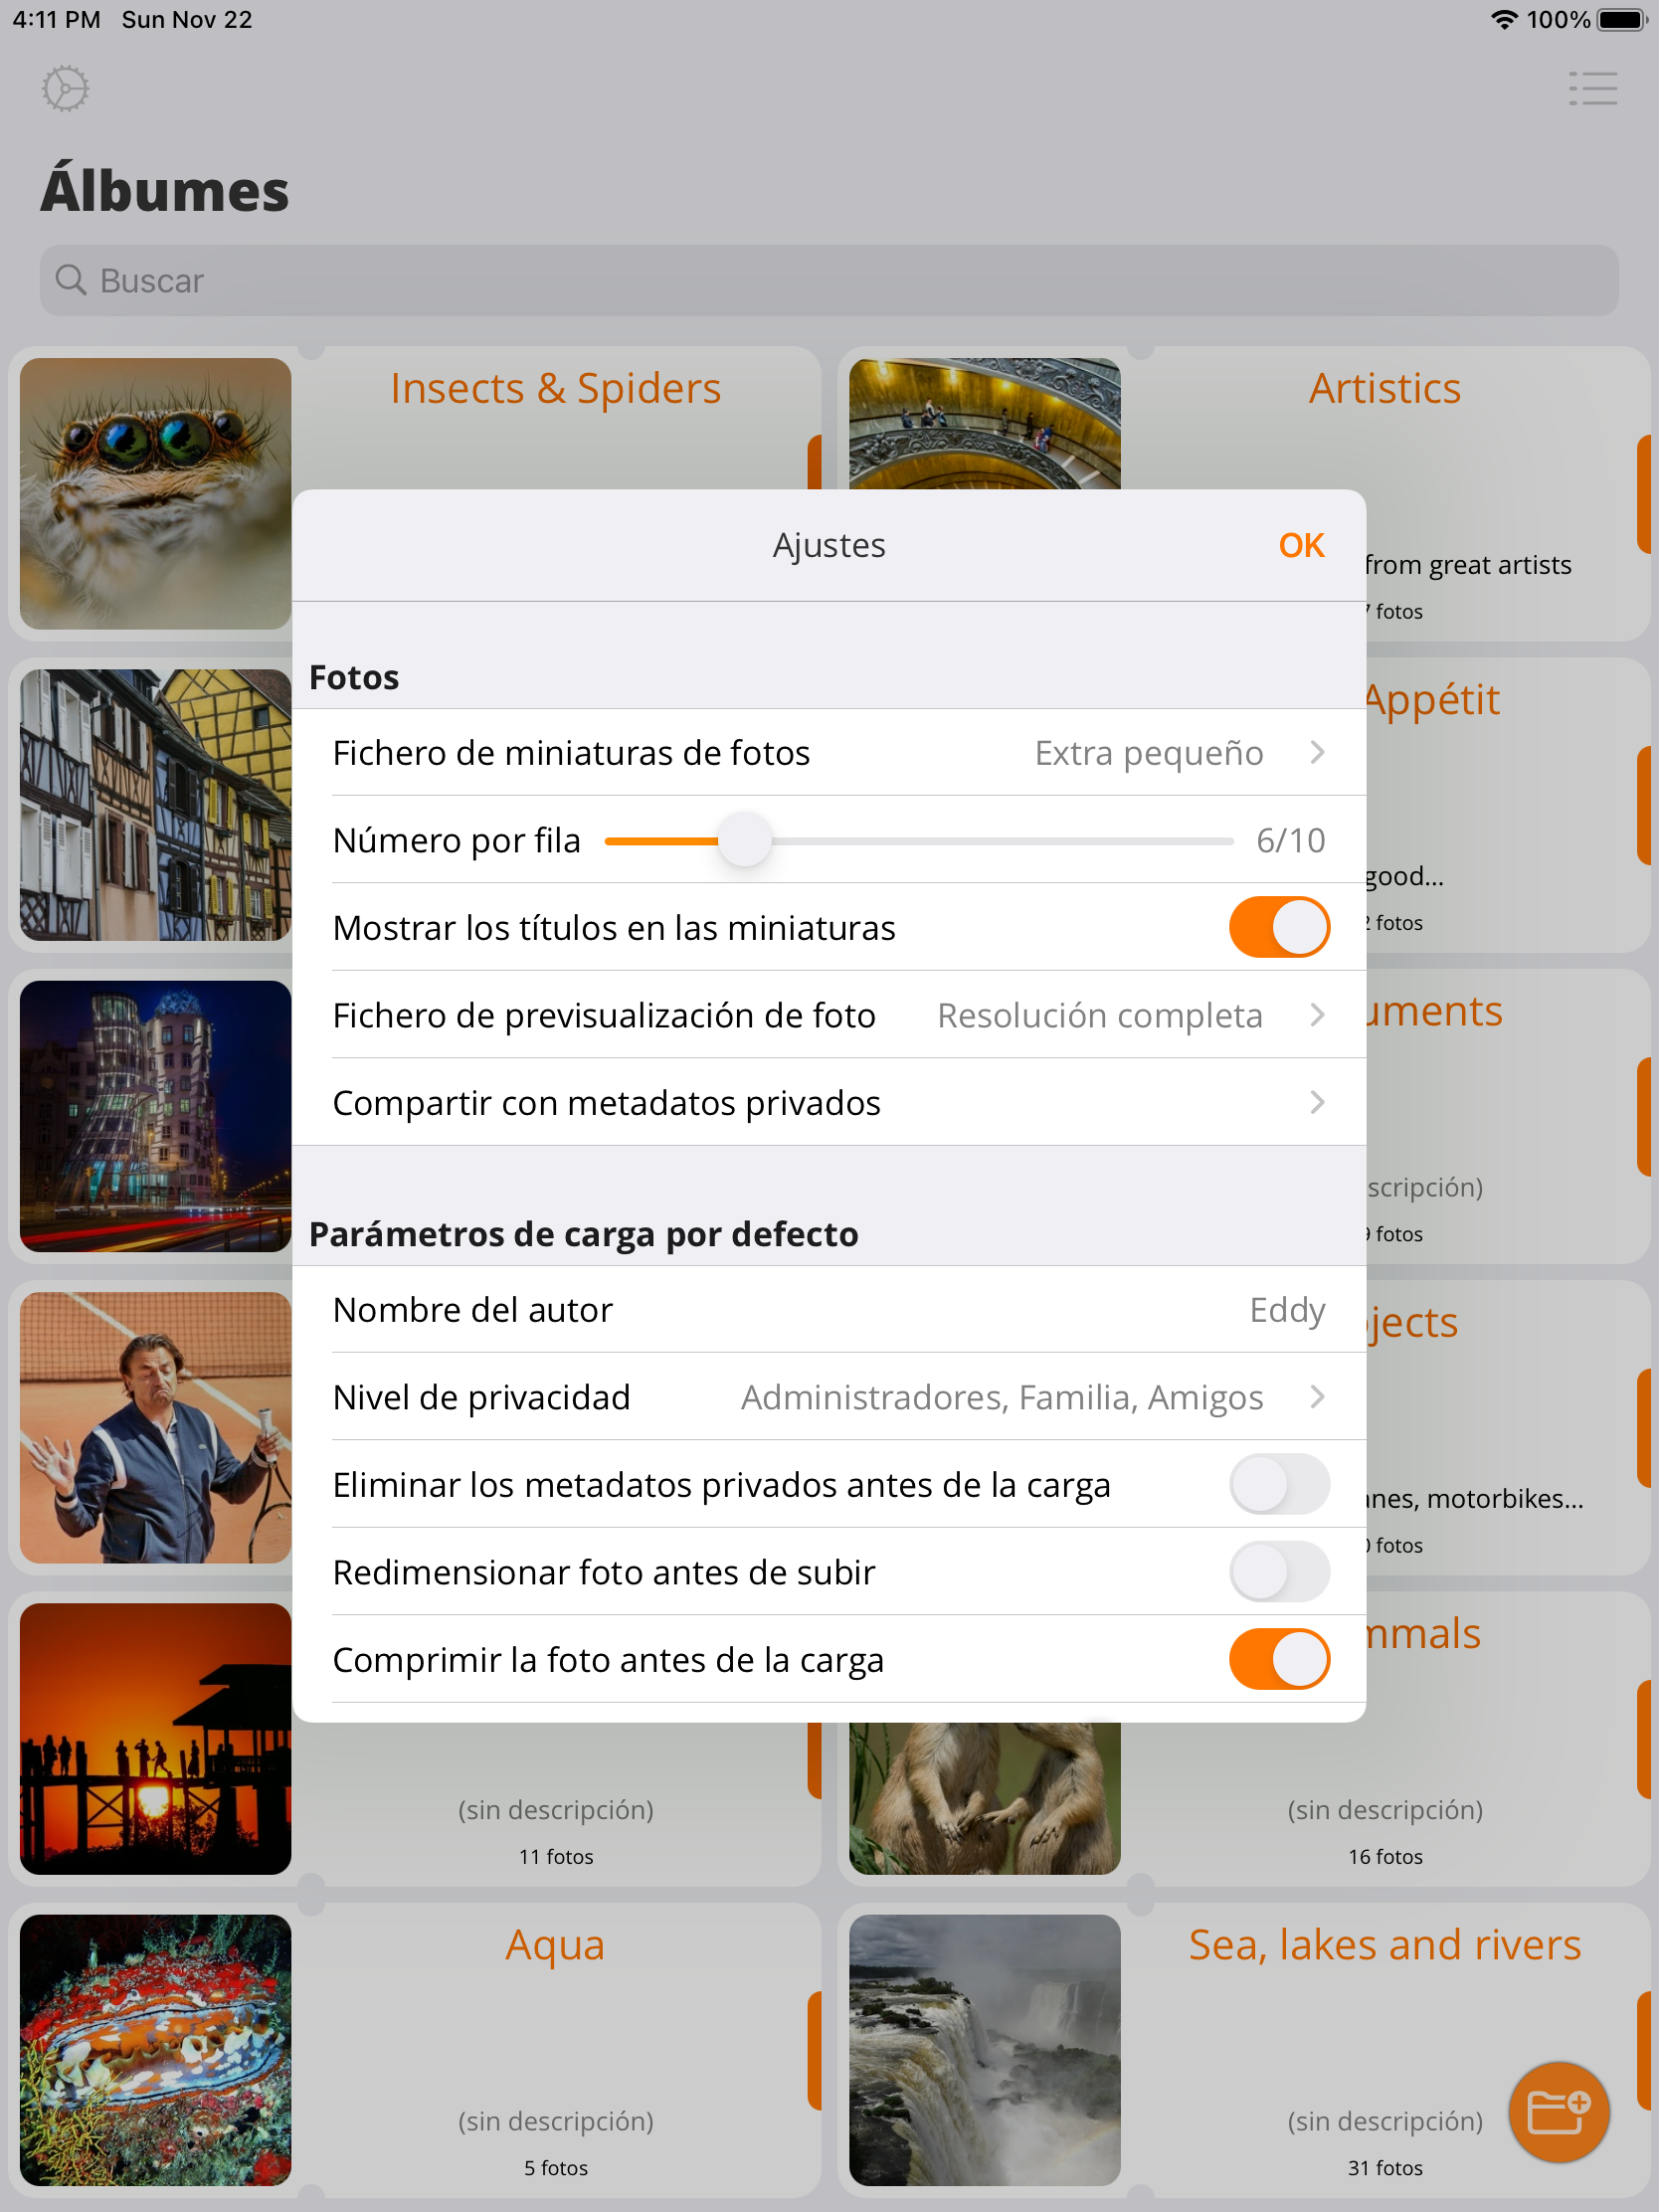 4:11 PM Sun Nov 22 100%
Álbumes
Buscar
Insects & Spiders
Artistics
from great artists
fotos
Ajustes OK
Fotos
Fichero de miniaturas de fotos Extra pequeño
Número por fila 6/10
Mostrar los títulos en las miniaturas
Fichero de previsualización de foto Resolución completa
Compartir con metadatos privados
Parámetros de carga por defecto
Nombre del autor Eddy
Nivel de privacidad Administradores, Familia, Amigos
Eliminar los metadatos privados antes de la carga
Redimensionar foto antes de subir
Comprimir la foto antes de la carga
Appétit
good...
fotos
uments
scripción)
fotos
jects
anes, motorbikes...
fotos
mmals
(sin descripción)
11 fotos
(sin descripción)
16 fotos
Aqua
(sin descripción)
5 fotos
Sea, lakes and rivers
(sin descripción)
31 fotos